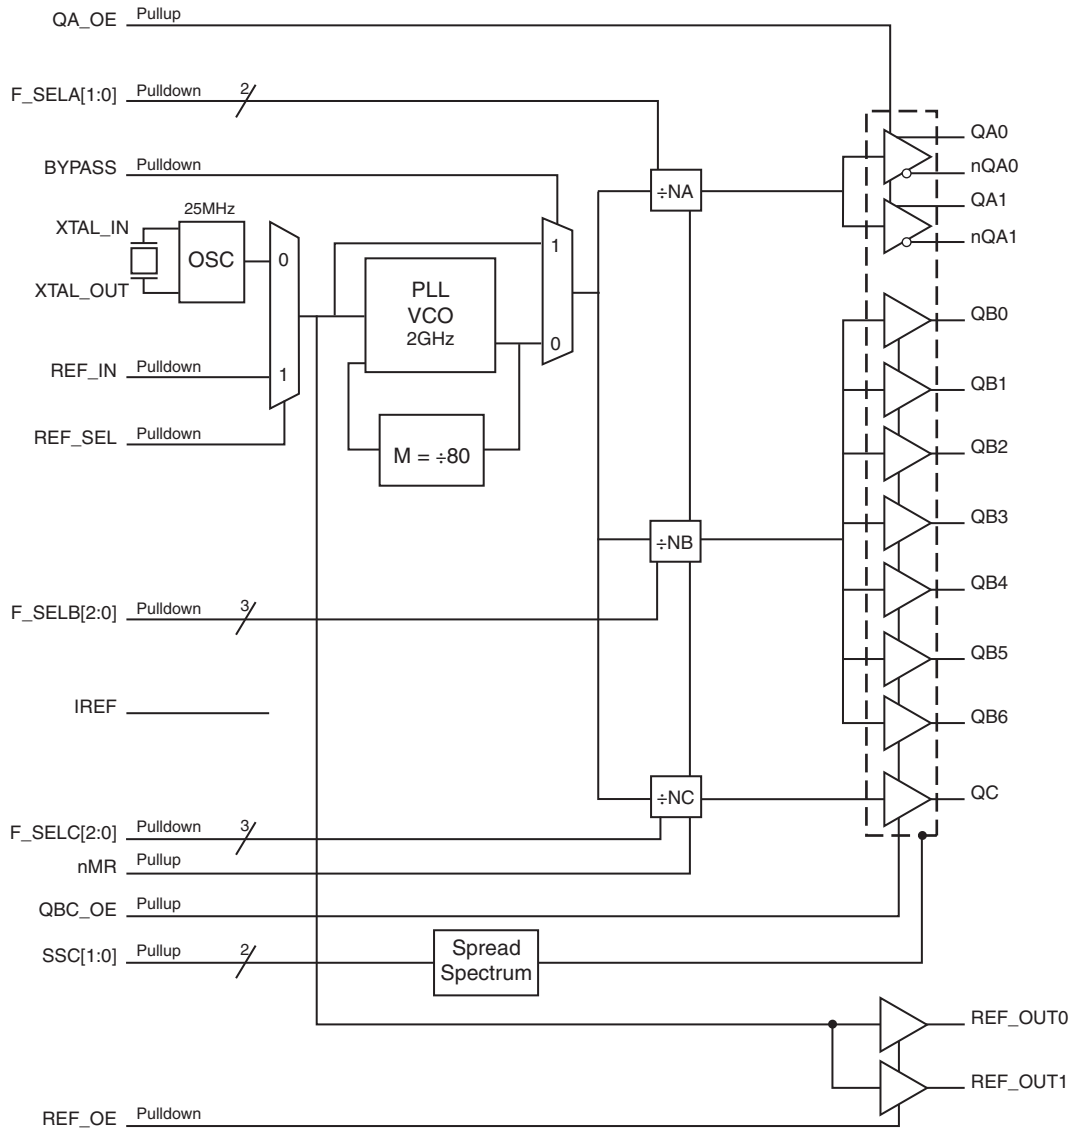 QA_OE Pullup
F_SELA[1:0] Pulldown 2
BYPASS Pulldown
QA0
nQA0
QA1
nQA1
÷NA
25MHz
XTAL_IN
OSC
XTAL_OUT
0
1
REF_IN Pulldown
REF_SEL Pulldown
PLL
VCO
2GHz
1
0
M = ÷80
QB0
QB1
QB2
QB3
QB4
QB5
QB6
÷NB
F_SELB[2:0] Pulldown 3
IREF
÷NC
QC
F_SELC[2:0] Pulldown 3
nMR Pullup
QBC_OE Pullup
SSC[1:0] Pullup 2
Spread
Spectrum
REF_OUT0
REF_OUT1
REF_OE Pulldown